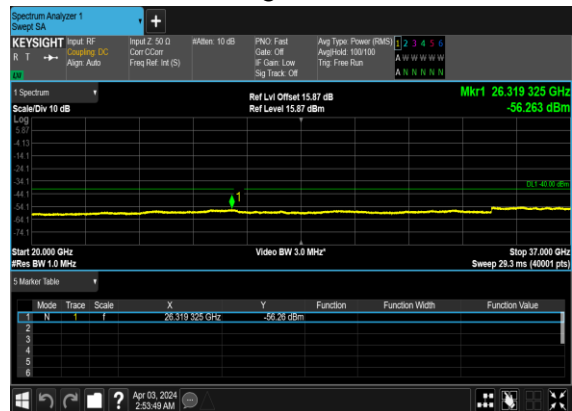 Spectrum Analyzer 1
Swept SA
KEYSIGHT Input: RF Input Z: 50 Ω #Atten: 10 dB PNO: Fast Avg Type: Power (RMS) 1 2 3 4 5 6
R T Coupling: DC Corr CCorr Gate: Off Avg|Hold: 100/100 A W W W W W
Align: Auto Freq Ref: Int (S) IF Gain: Low Trig: Free Run
Sig Track: Off A N N N N N
1 Spectrum Ref Lvl Offset 15.87 dB Mkr1 26.319 325 GHz
Scale/Div 10 dB Ref Level 15.87 dBm -56.263 dBm
Log
5.87
-4.13
-14.1
-24.1
-34.1
DL1 -40.00 dBm
-44.1
1
-54.1
-64.1
-74.1
Start 20.000 GHz Video BW 3.0 MHz* Stop 37.000 GHz
#Res BW 1.0 MHz Sweep 29.3 ms (40001 pts)
5 Marker Table
Mode Trace Scale X Y Function Function Width Function Value
1 N 1 f 26.319 325 GHz -56.26 dBm
2
3
4
5
6
? Apr 03, 2024
2:53:49 AM